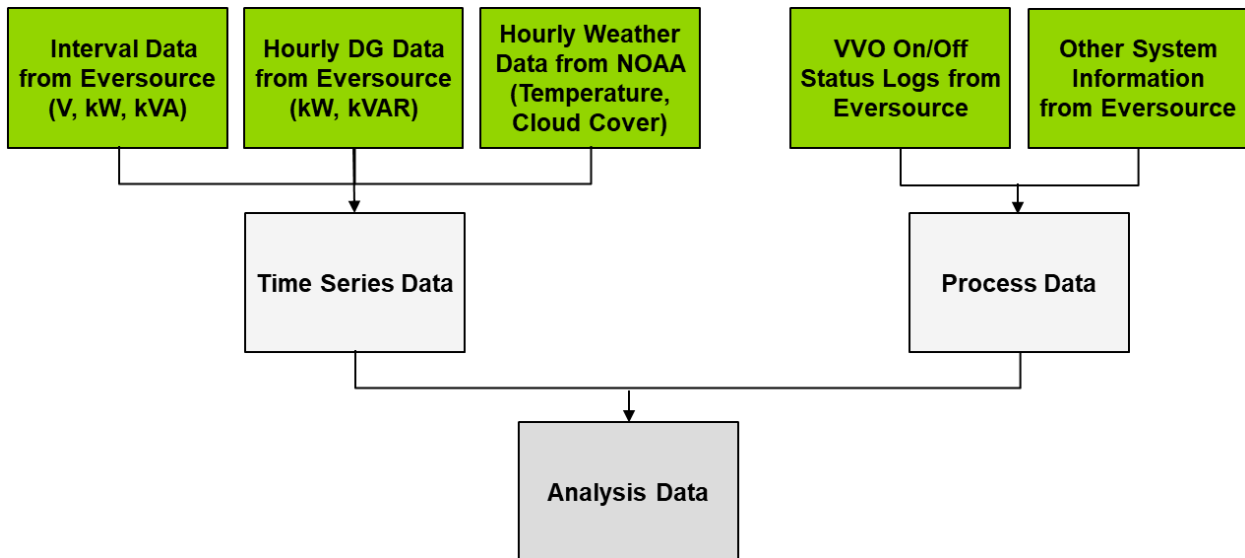 Interval Data
from Eversource
(V, kW, kVA)
Hourly DG Data
from Eversource
(kW, kVAR)
Hourly Weather
Data from NOAA
(Temperature,
Cloud Cover)
VVO On/Off
Status Logs from
Eversource
Other System
Information
from Eversource
Time Series Data
Process Data
Analysis Data